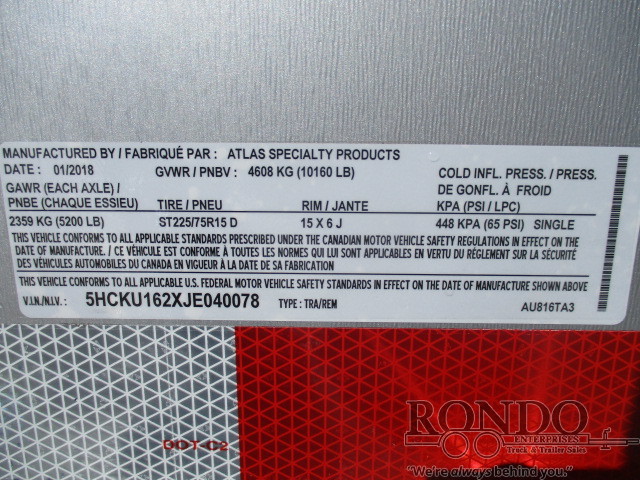 MANUFACTURED BY / FABRIQUÉ PAR : ATLAS SPECIALTY PRODUCTS
DATE : 01/2018 GVWR / PNBV : 4608 KG (10160 LB) COLD INFL. PRESS. / PRESS.
GAWR (EACH AXLE) / DE GONFL. À FROID
PNBE (CHAQUE ESSIEU) TIRE / PNEU RIM / JANTE KPA (PSI / LPC)
2359 KG (5200 LB) ST225/75R15 D 15 X 6 J 448 KPA (65 PSI) SINGLE
THIS VEHICLE CONFORMS TO ALL APPLICABLE STANDARDS PRESCRIBED UNDER THE CANADIAN MOTOR VEHICLE SAFETY REGULATIONS IN EFFECT ON THE
DATE OF MANUFACTURE. / CE VÉHICULE EST CONFORME À TOUTES LES NORMES QUI LUI SONT APPLICABLES EN VERTU DU RÉGLEMENT SUR LA SÉCURITÉ
DES VÉHICULES AUTOMOBILES DU CANADA EN VIGUEUR À LA DATE DE SA FABRICATION
THIS VEHICLE CONFORMS TO ALL APPLICABLE U.S. FEDERAL MOTOR VEHICLE SAFETY STANDARDS IN EFFECT ON THE DATE OF MANUFACTURE SHOWN ABOVE
V.I.N./N.I.V. : 5HCKU162XJE040078 TYPE : TRA/REM AU816TA3
DOT-C2
RONDO
ENTERPRISES
Truck & Trailer Sales
"We're always behind you."